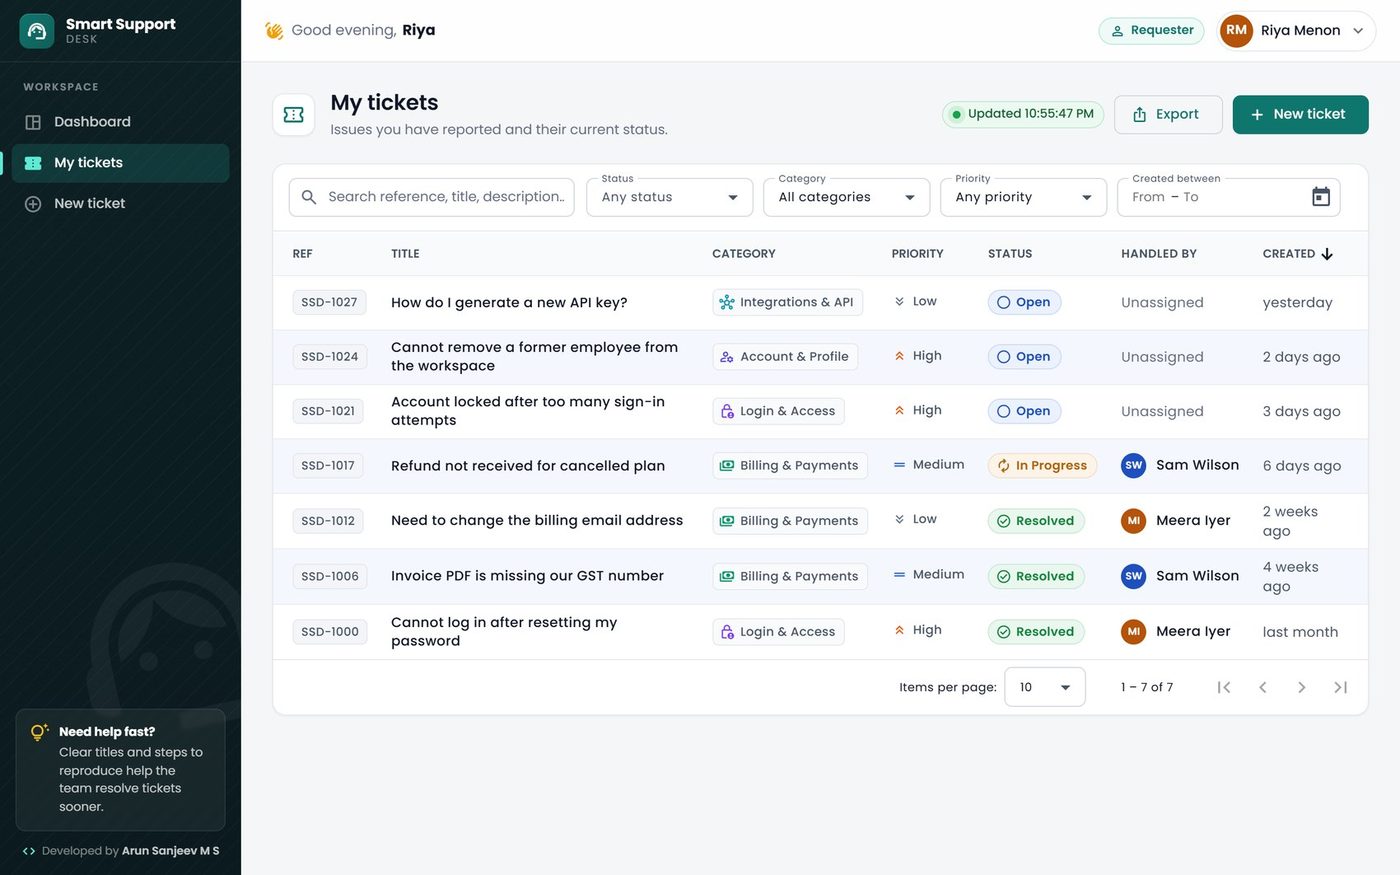 Smart Support
DESK
WORKSPACE
Dashboard
My tickets
New ticket
Need help fast?
Clear titles and steps to
reproduce help the
team resolve tickets
sooner.
Developed by Arun Sanjeev M S
Good evening, Riya
Requester
RM Riya Menon
My tickets
Issues you have reported and their current status.
Updated 10:55:47 PM
Export
New ticket
Search reference, title, description..
Status
Any status
Category
All categories
Priority
Any priority
Created between
From – To
REF TITLE CATEGORY PRIORITY STATUS HANDLED BY CREATED
SSD-1027 How do I generate a new API key? Integrations & API Low Open Unassigned yesterday
SSD-1024 Cannot remove a former employee from
the workspace Account & Profile High Open Unassigned 2 days ago
SSD-1021 Account locked after too many sign-in
attempts Login & Access High Open Unassigned 3 days ago
SSD-1017 Refund not received for cancelled plan Billing & Payments Medium In Progress SW Sam Wilson 6 days ago
SSD-1012 Need to change the billing email address Billing & Payments Low Resolved MI Meera Iyer 2 weeks
ago
SSD-1006 Invoice PDF is missing our GST number Billing & Payments Medium Resolved SW Sam Wilson 4 weeks
ago
SSD-1000 Cannot log in after resetting my
password Login & Access High Resolved MI Meera Iyer last month
Items per page: 10 1 – 7 of 7